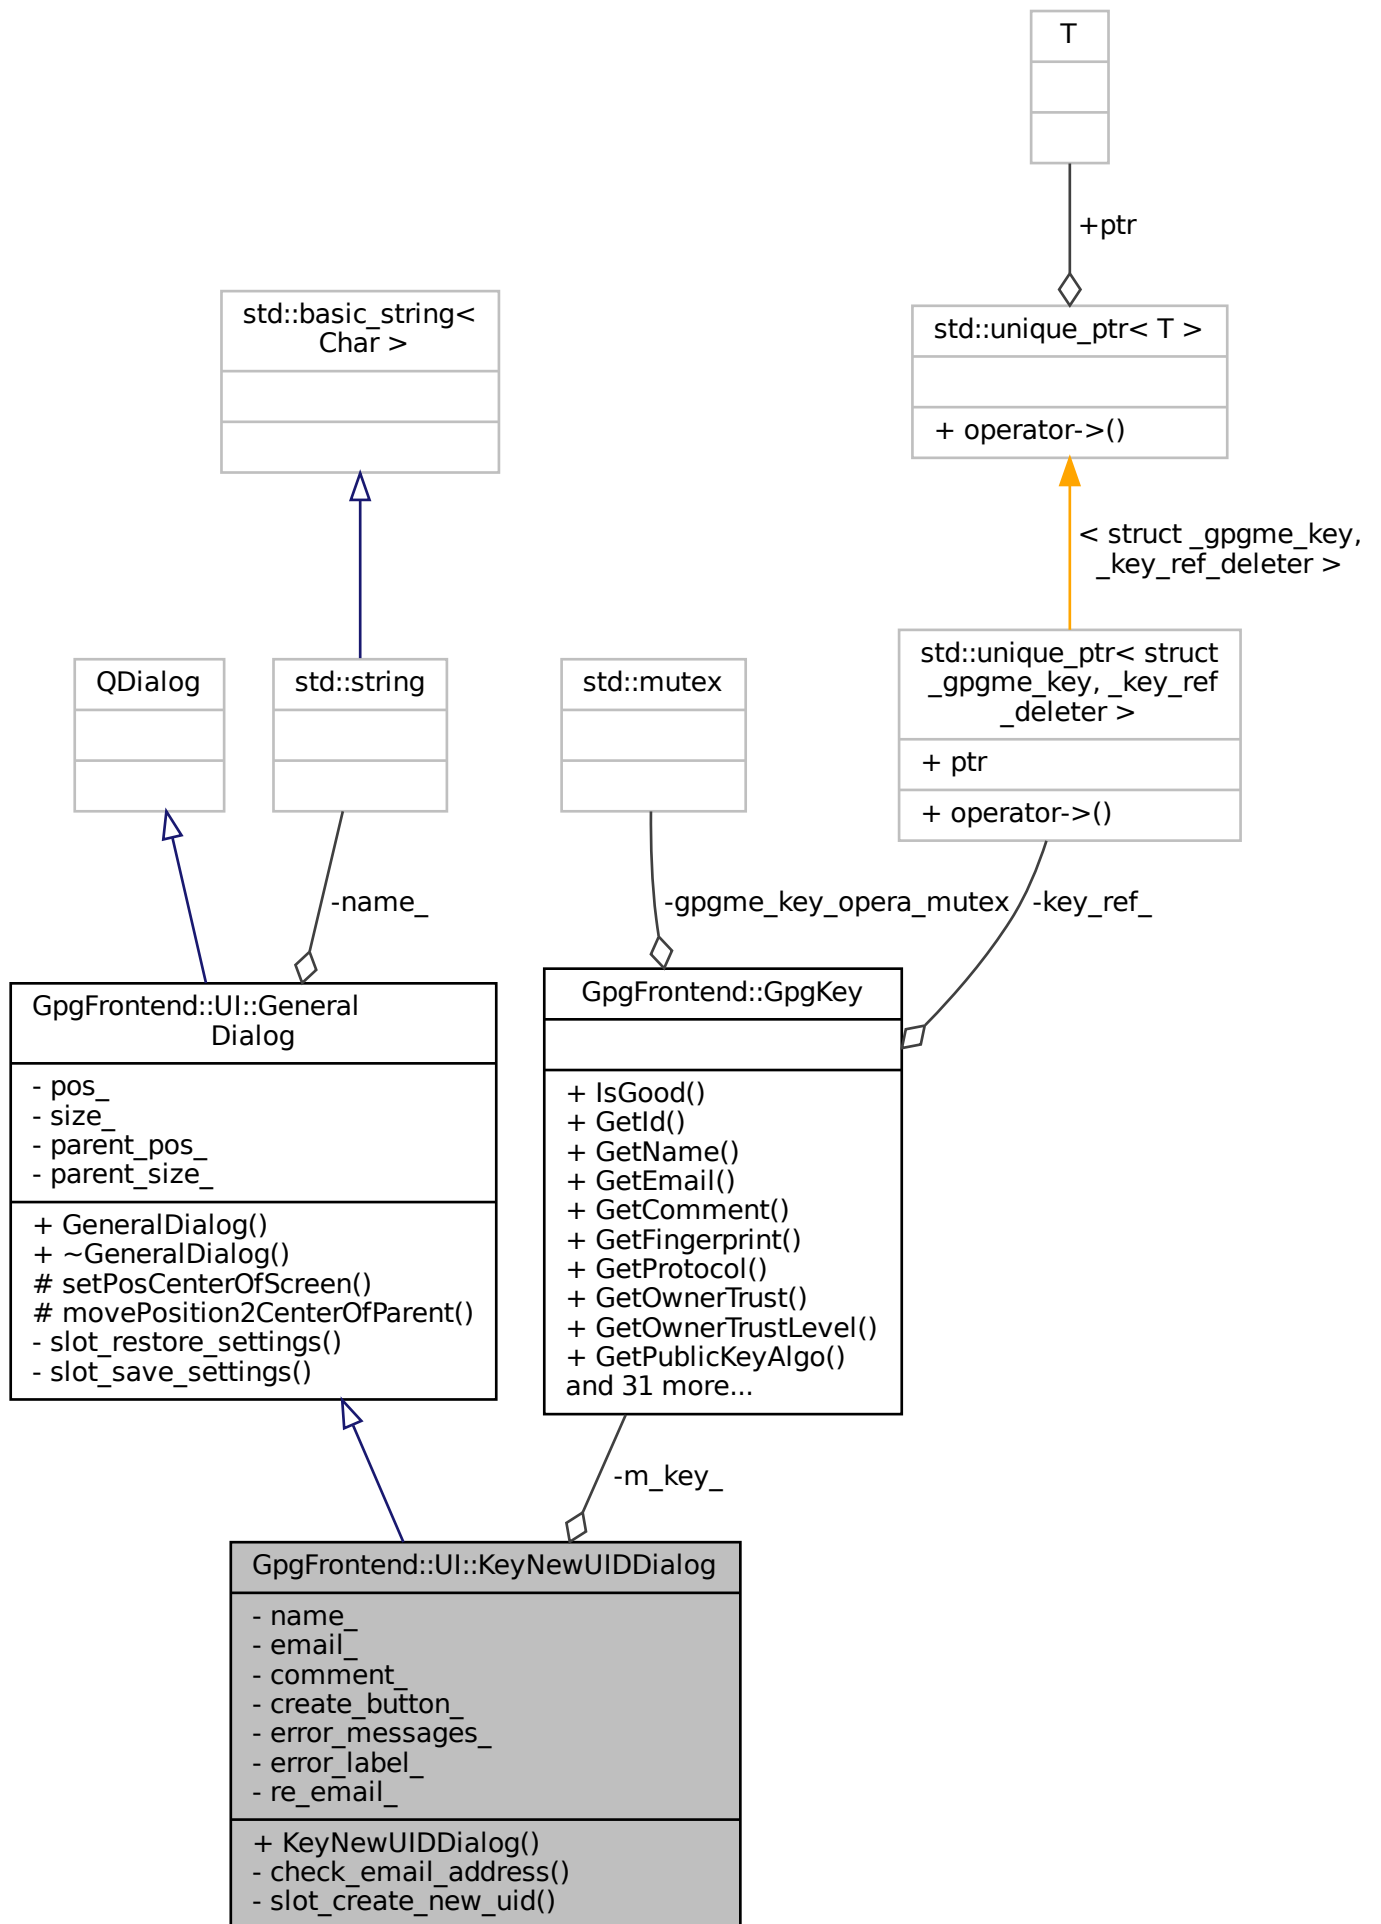 T
+ptr
std::basic_string<
Char >
std::unique_ptr< T >
+ operator->()
< struct _gpgme_key,
_key_ref_deleter >
QDialog
std::string
std::mutex
std::unique_ptr< struct
_gpgme_key, _key_ref
_deleter >
+ ptr
+ operator->()
-name_
-gpgme_key_opera_mutex
-key_ref_
GpgFrontend::UI::General
Dialog
- pos_
- size_
- parent_pos_
- parent_size_
+ GeneralDialog()
+ ~GeneralDialog()
# setPosCenterOfScreen()
# movePosition2CenterOfParent()
- slot_restore_settings()
- slot_save_settings()
GpgFrontend::GpgKey
+ IsGood()
+ GetId()
+ GetName()
+ GetEmail()
+ GetComment()
+ GetFingerprint()
+ GetProtocol()
+ GetOwnerTrust()
+ GetOwnerTrustLevel()
+ GetPublicKeyAlgo()
and 31 more...
-m_key_
GpgFrontend::UI::KeyNewUIDDialog
- name_
- email_
- comment_
- create_button_
- error_messages_
- error_label_
- re_email_
+ KeyNewUIDDialog()
- check_email_address()
- slot_create_new_uid()